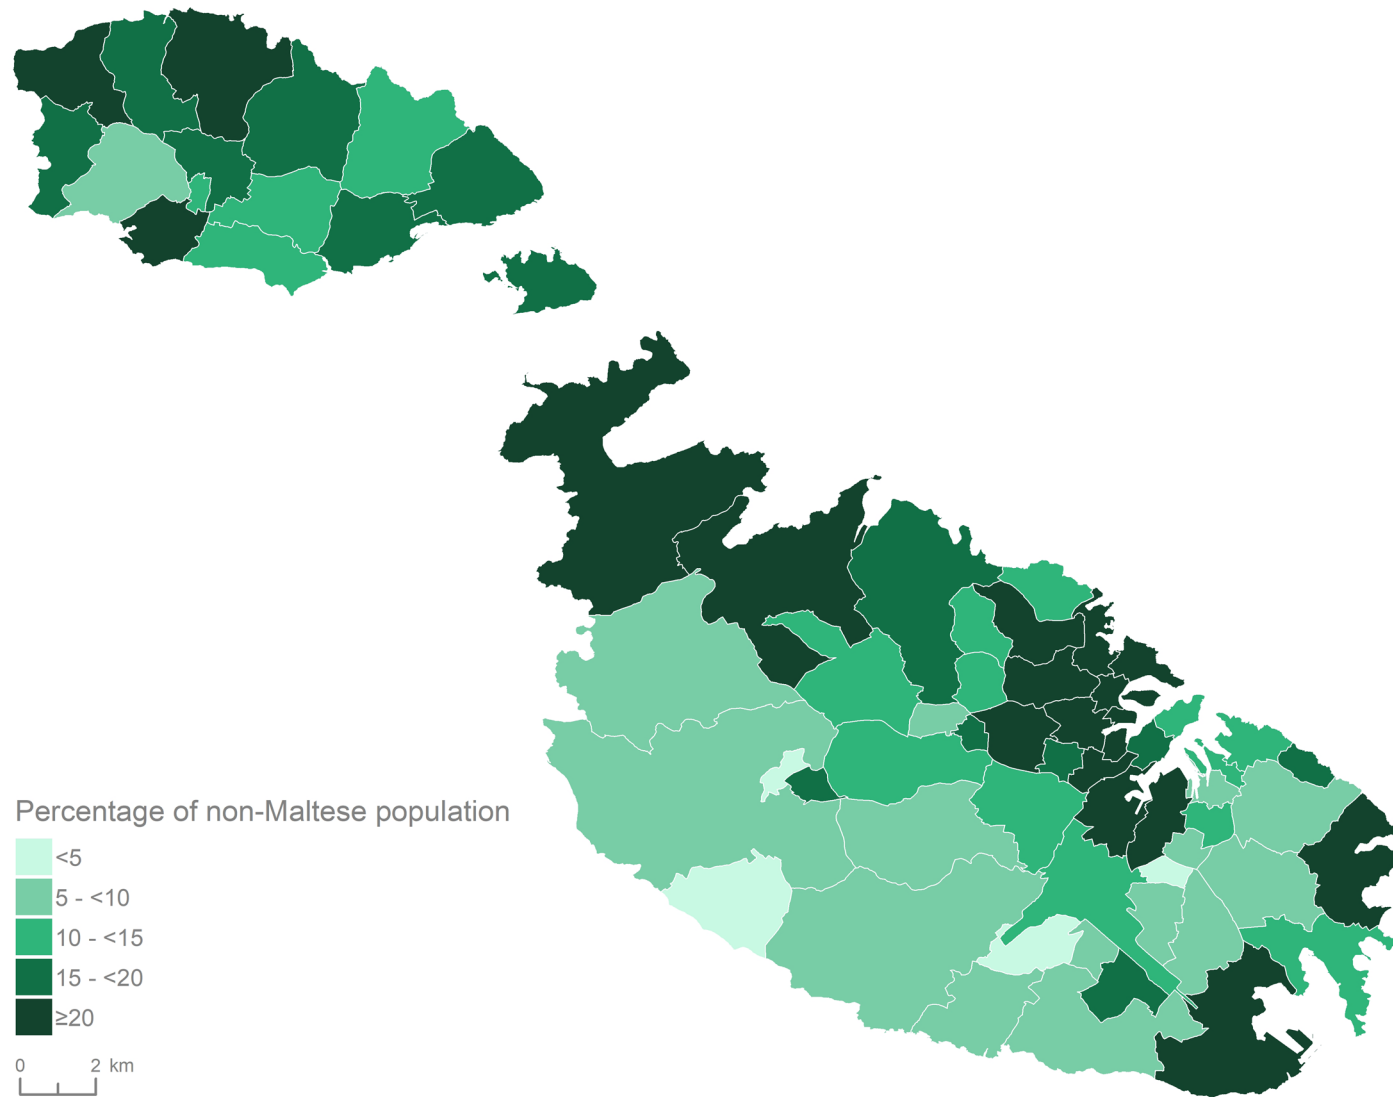 Percentage of non-Maltese population
<5
5 - <10
10 - <15
15 - <20
≥20
0 2 km